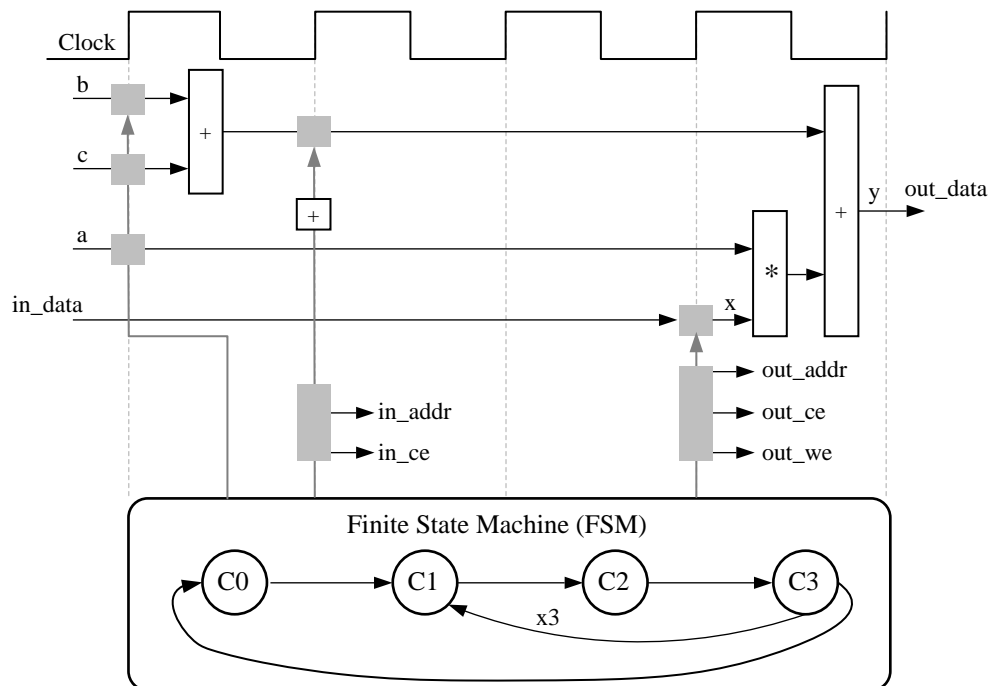 Clock
b
+
c
+
a
+
y
out_data
*
in_data
x
out_addr
in_addr
out_ce
in_ce
out_we
Finite State Machine (FSM)
C0
C1
C2
C3
x3